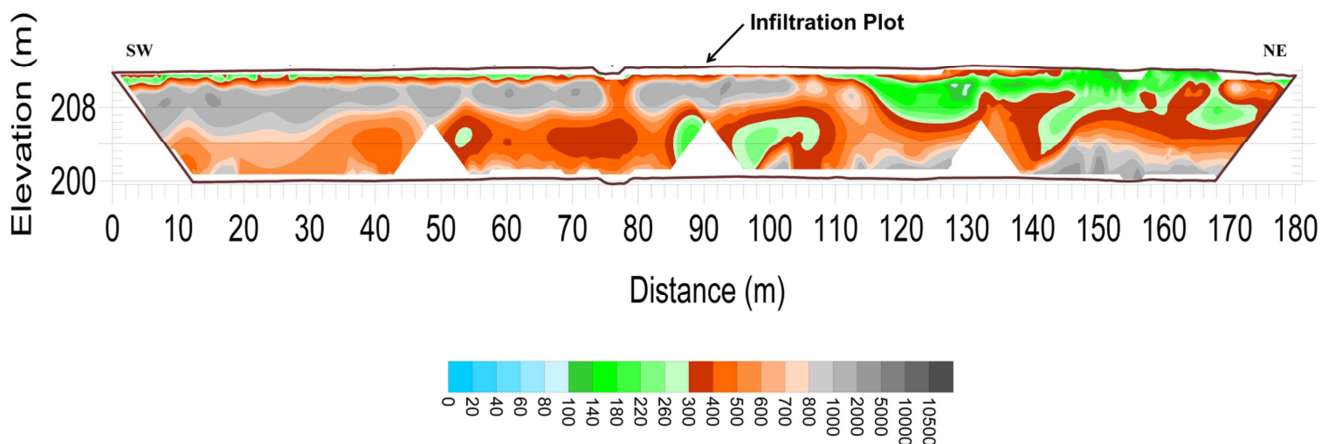 Infiltration Plot
SW
NE
Elevation (m)
208
200
0 10 20 30 40 50 60 70 80 90 100 110 120 130 140 150 160 170 180
Distance (m)
0 20 40 60 80 100 140 180 220 260 300 400 500 600 700 800 1000 2000 5000 10000 10500